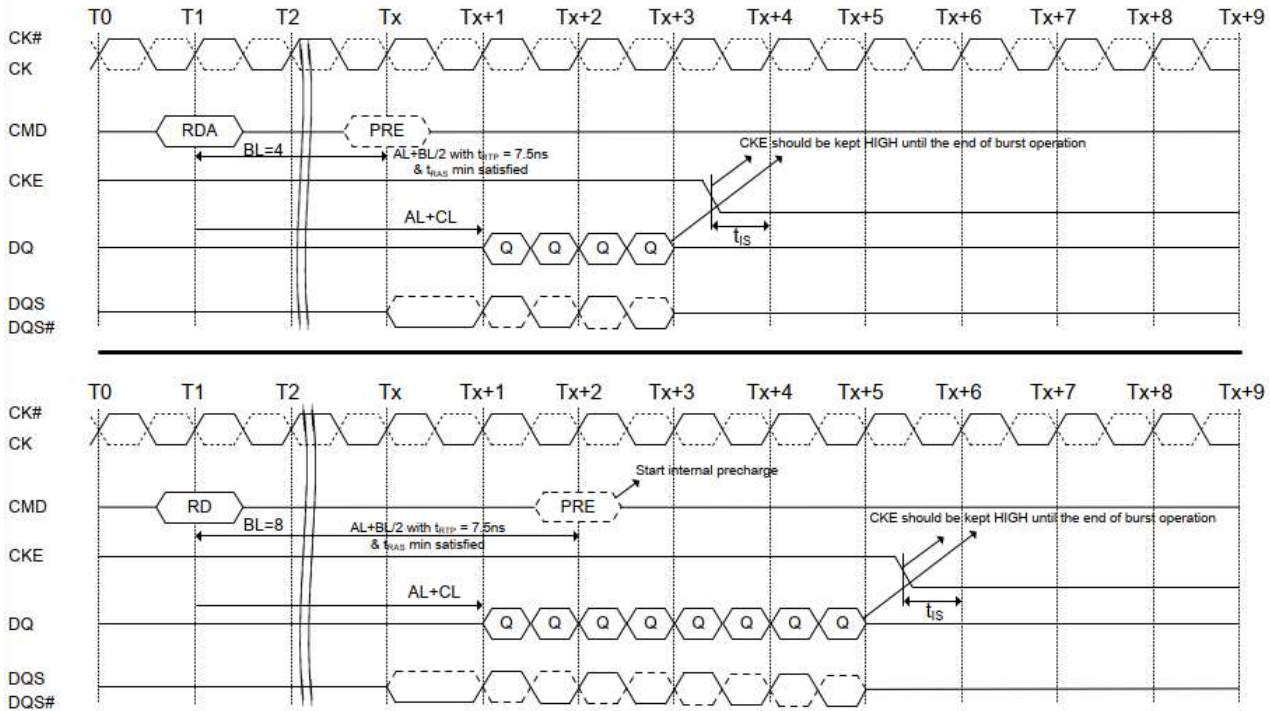 T0 T1 T2 Tx Tx+1 Tx+2 Tx+3 Tx+4 Tx+5 Tx+6 Tx+7 Tx+8 Tx+9
CK#
CK
CMD RDA PRE
BL=4 AL+BL/2 with tRTP = 7.5ns
& tRAS min satisfied
CKE should be kept HIGH until the end of burst operation
CKE
AL+CL
tIS
DQ Q Q Q Q
DQS
DQS#
T0 T1 T2 Tx Tx+1 Tx+2 Tx+3 Tx+4 Tx+5 Tx+6 Tx+7 Tx+8 Tx+9
CK#
CK
Start internal precharge
CMD RD PRE
BL=8 AL+BL/2 with tRTP = 7.5ns
& tRAS min satisfied
CKE should be kept HIGH until the end of burst operation
CKE
AL+CL
tIS
DQ Q Q Q Q Q Q Q Q
DQS
DQS#